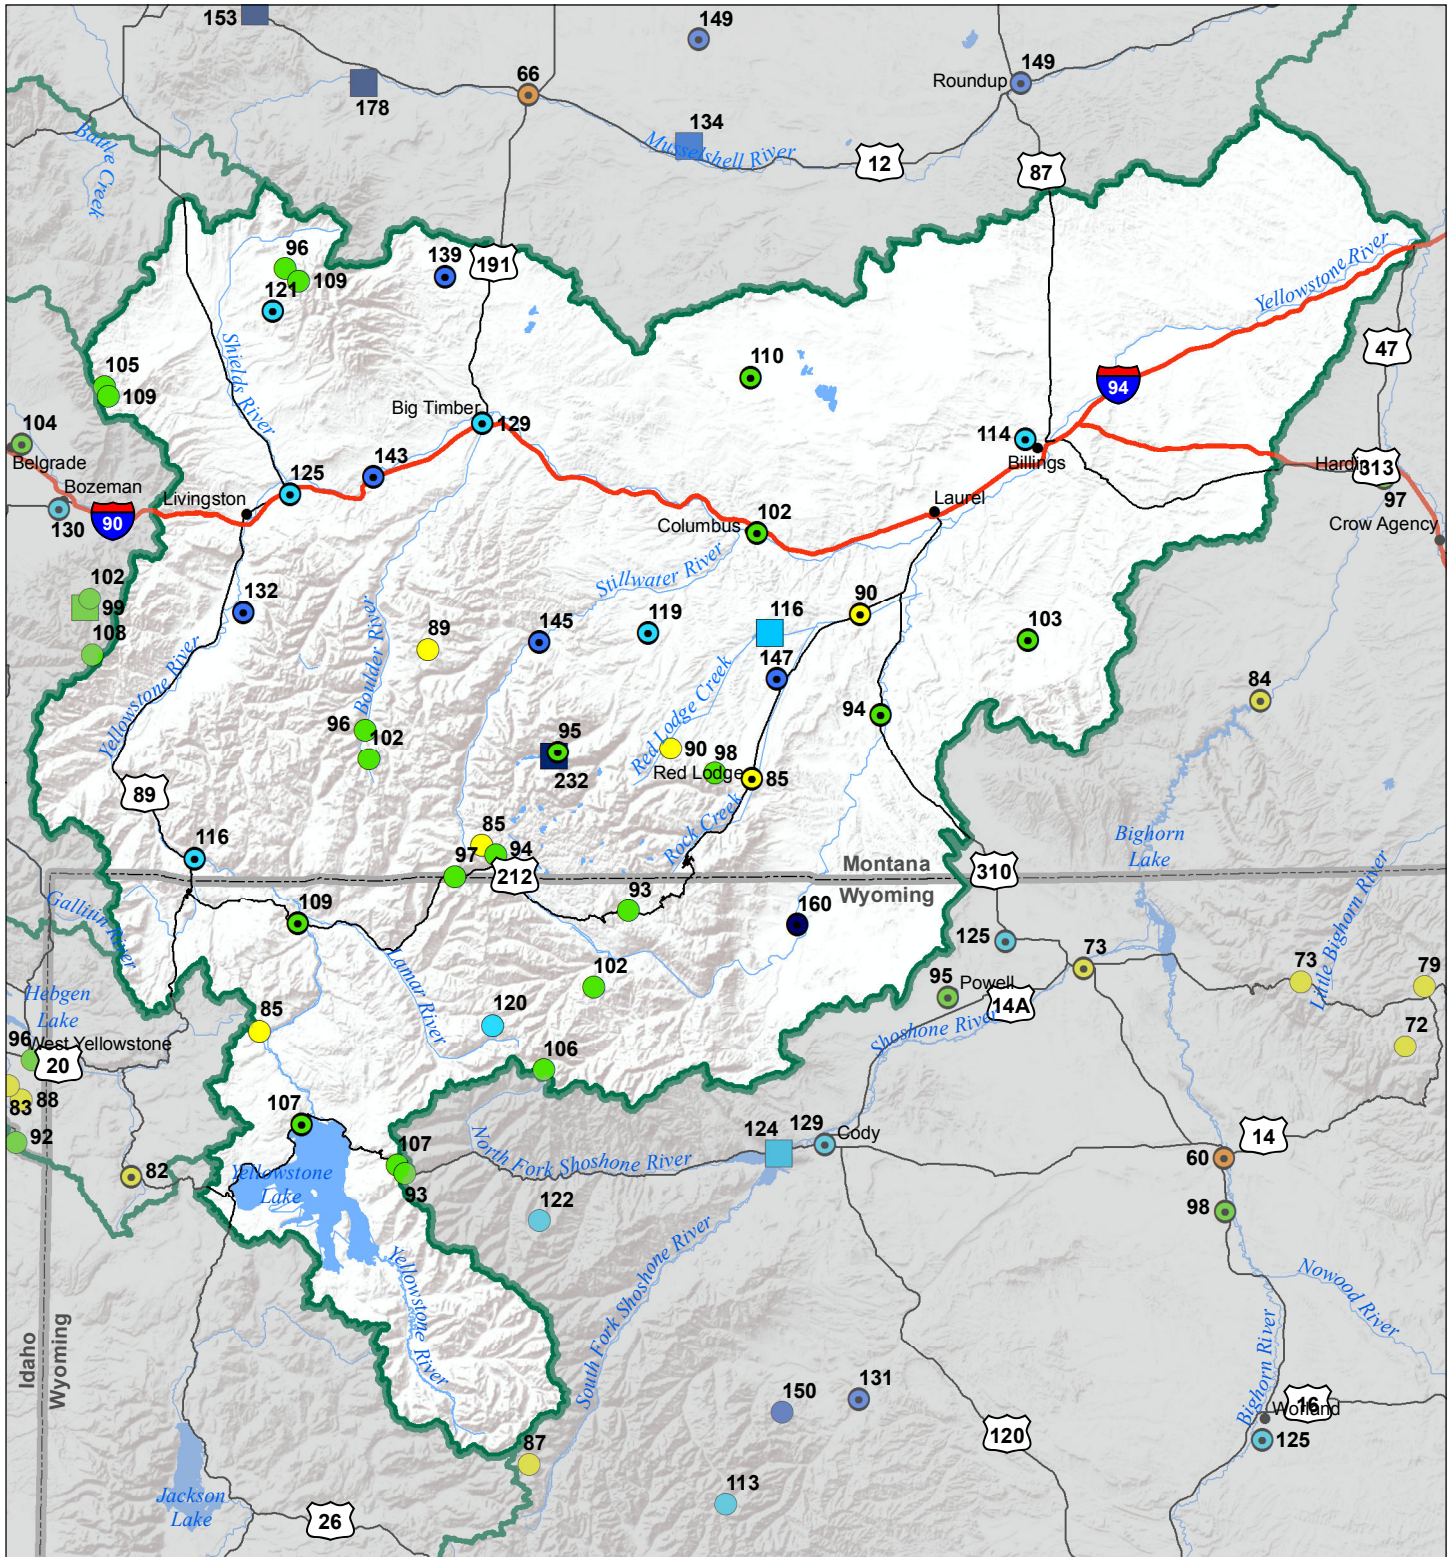 153
149
66
149
Roundup
178
134
Battle
Creek
Musselshell River
12
87
96
139
191
109
121
Yellowstone River
Shields River
47
105
109
110
94
Big Timber
129
104
Belgrade
114
Billings
143
125
Bozeman
Livingston
Hardin
313
97
90
130
Laurel
Columbus
102
Crow Agency
Stillwater River
102
99
132
90
108
89
145
119
116
103
Boulder River
Yellowstone River
147
Red Lodge Creek
84
94
96
102
95
232
90
98
Red Lodge
85
89
Rock Creek
116
85
94
97
212
Bighorn
Lake
Montana
Wyoming
310
93
Gallitin River
109
160
125
73
Little Bighorn River
Lamar River
102
95
Powell
14A
73
79
Hebgen
Lake
85
120
Shoshone River
72
96
West Yellowstone
20
106
83
88
107
92
124
129
Cody
14
107
North Fork Shoshone River
60
82
Yellowstone
Lake
93
98
122
Yellowstone River
South Fork Shoshone River
Nowood River
Idaho
Wyoming
Bighorn River
150
131
16
Worland
125
120
87
113
Jackson
Lake
26